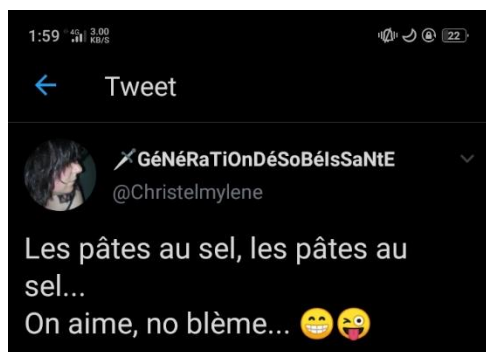 1:59 4G 3.00 KB/S 22
Tweet
GéNéRaTiOnDéSoBéIsSaNtE
@Christelmylene
Les pâtes au sel, les pâtes au
sel...
On aime, no blème... 😁😜